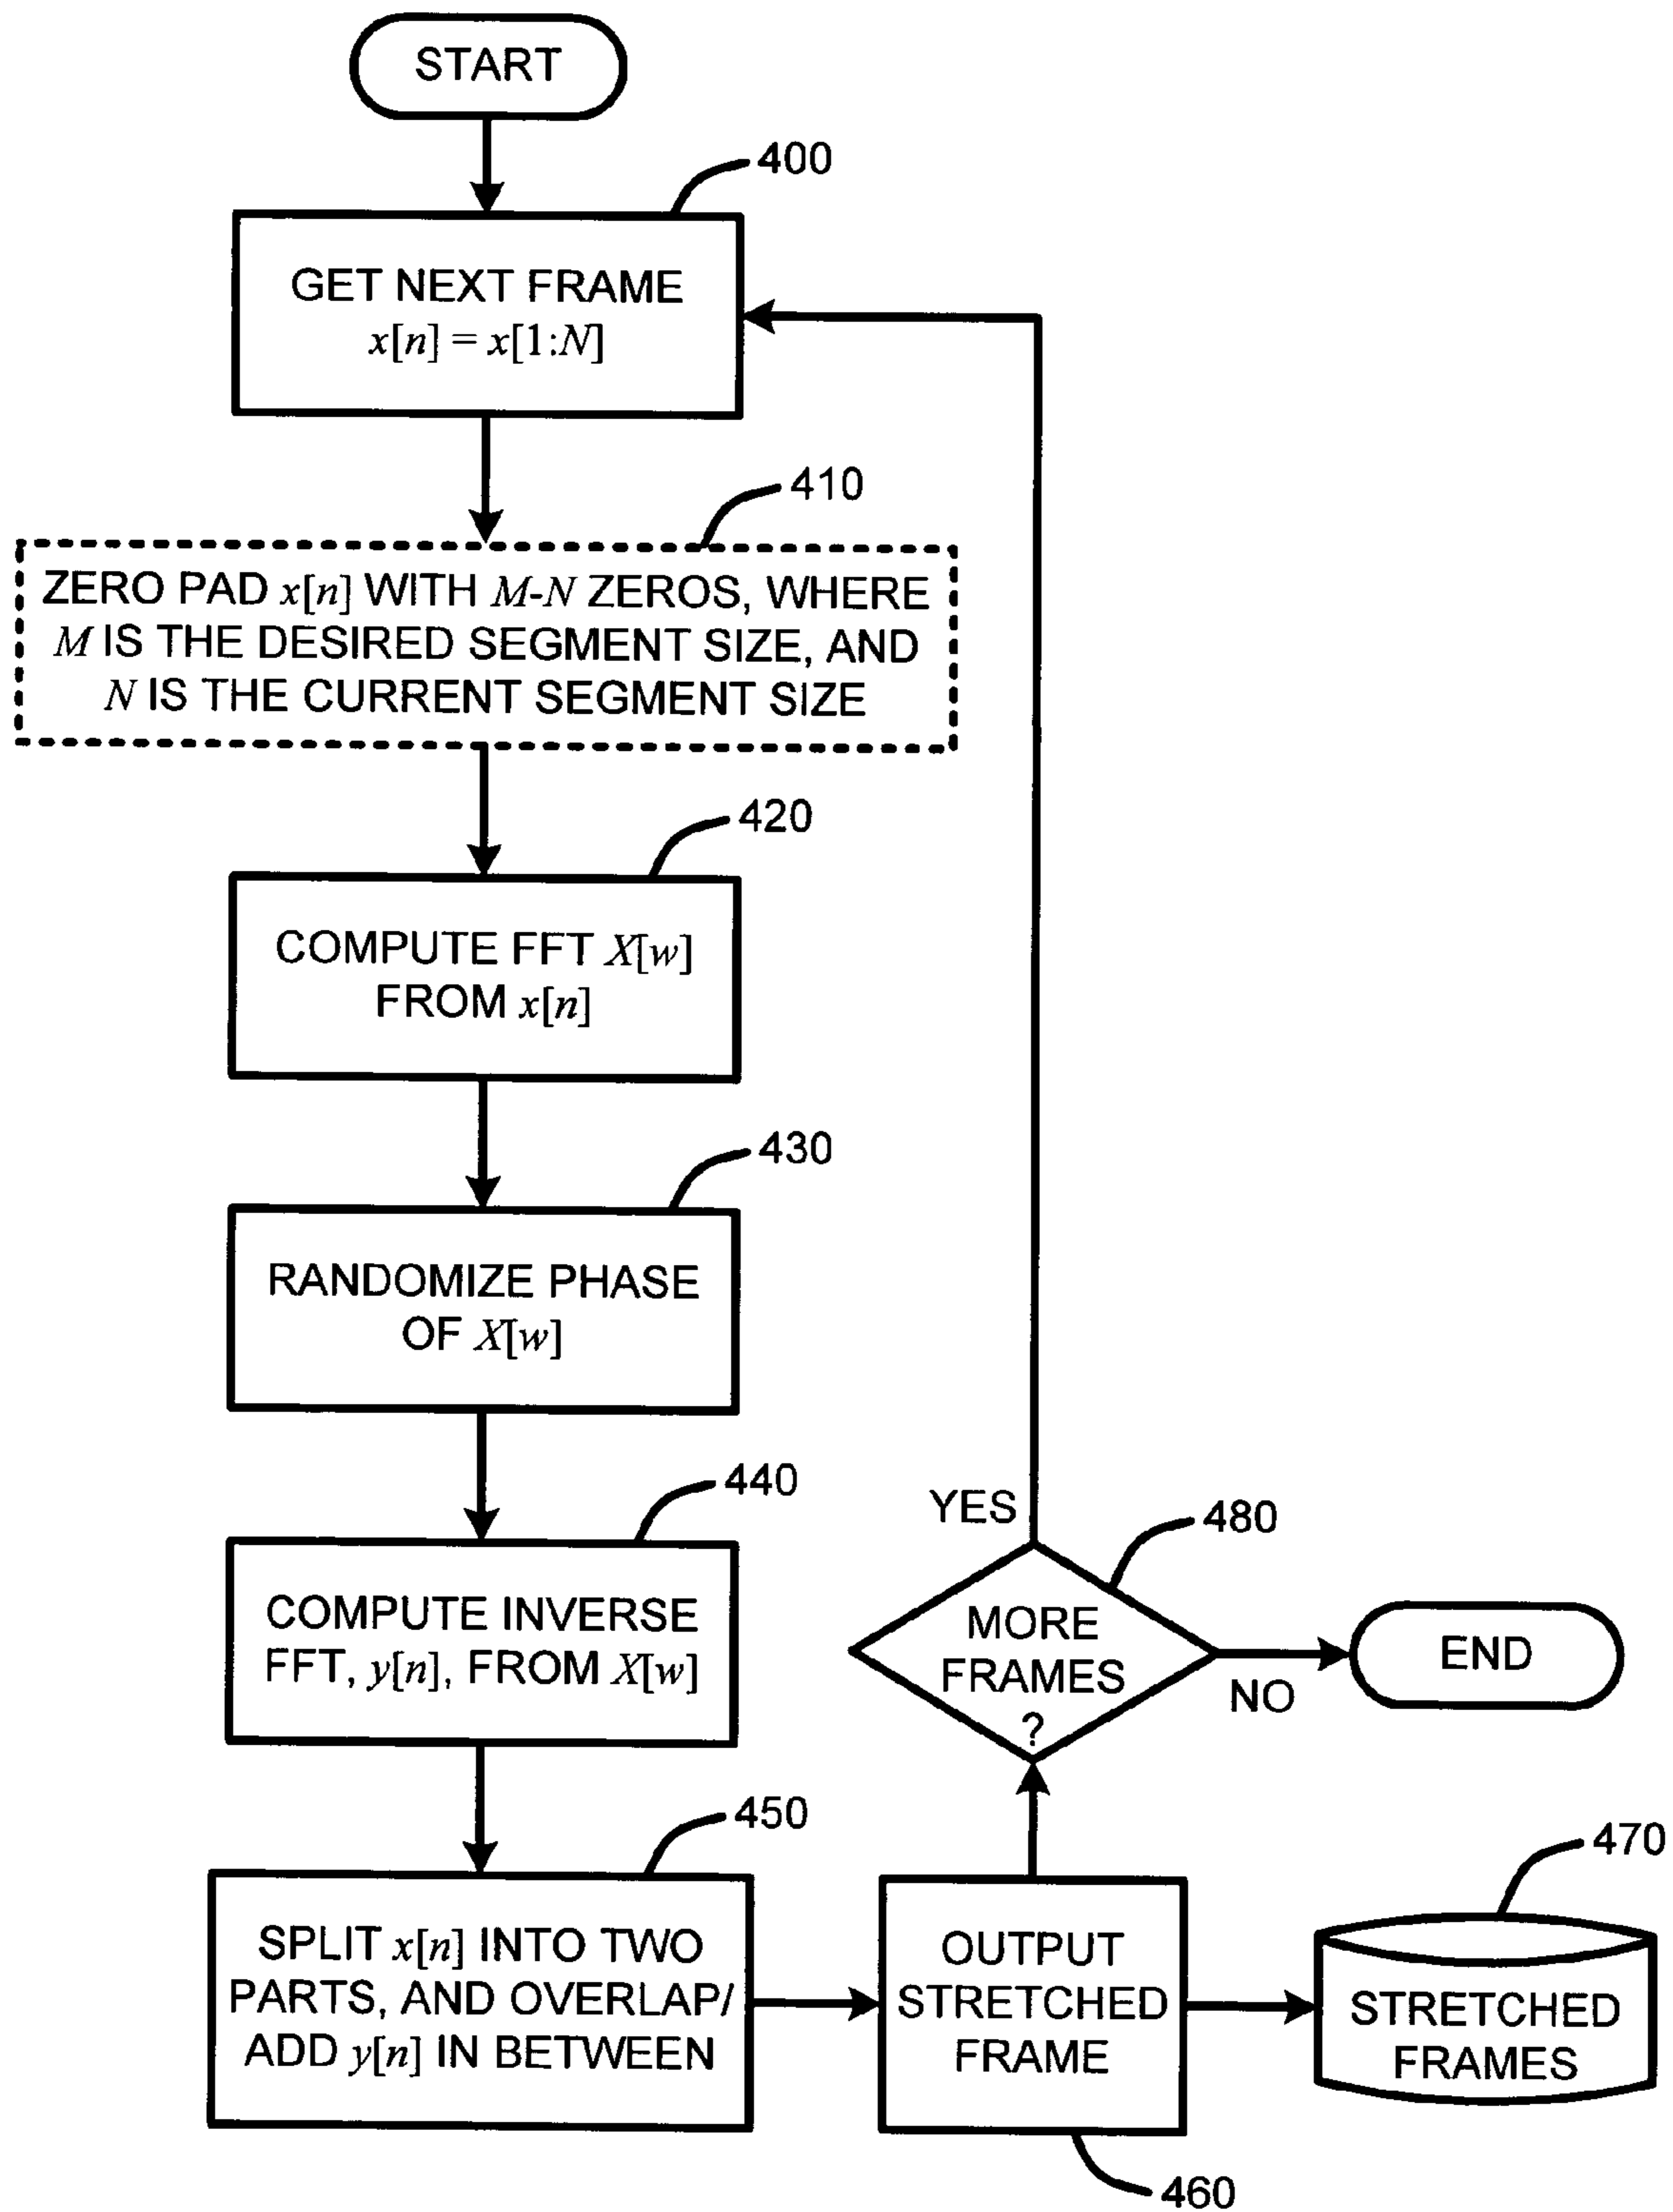 START
400
GET NEXT FRAME
x[n] = x[1:N]
410
ZERO PAD x[n] WITH M-N ZEROS, WHERE
M IS THE DESIRED SEGMENT SIZE, AND
N IS THE CURRENT SEGMENT SIZE
420
COMPUTE FFT X[w]
FROM x[n]
430
RANDOMIZE PHASE
OF X[w]
440
COMPUTE INVERSE
FFT, y[n], FROM X[w]
450
SPLIT x[n] INTO TWO
PARTS, AND OVERLAP/
ADD y[n] IN BETWEEN
OUTPUT
STRETCHED
FRAME
460
470
STRETCHED
FRAMES
YES
480
MORE
FRAMES
?
NO
END